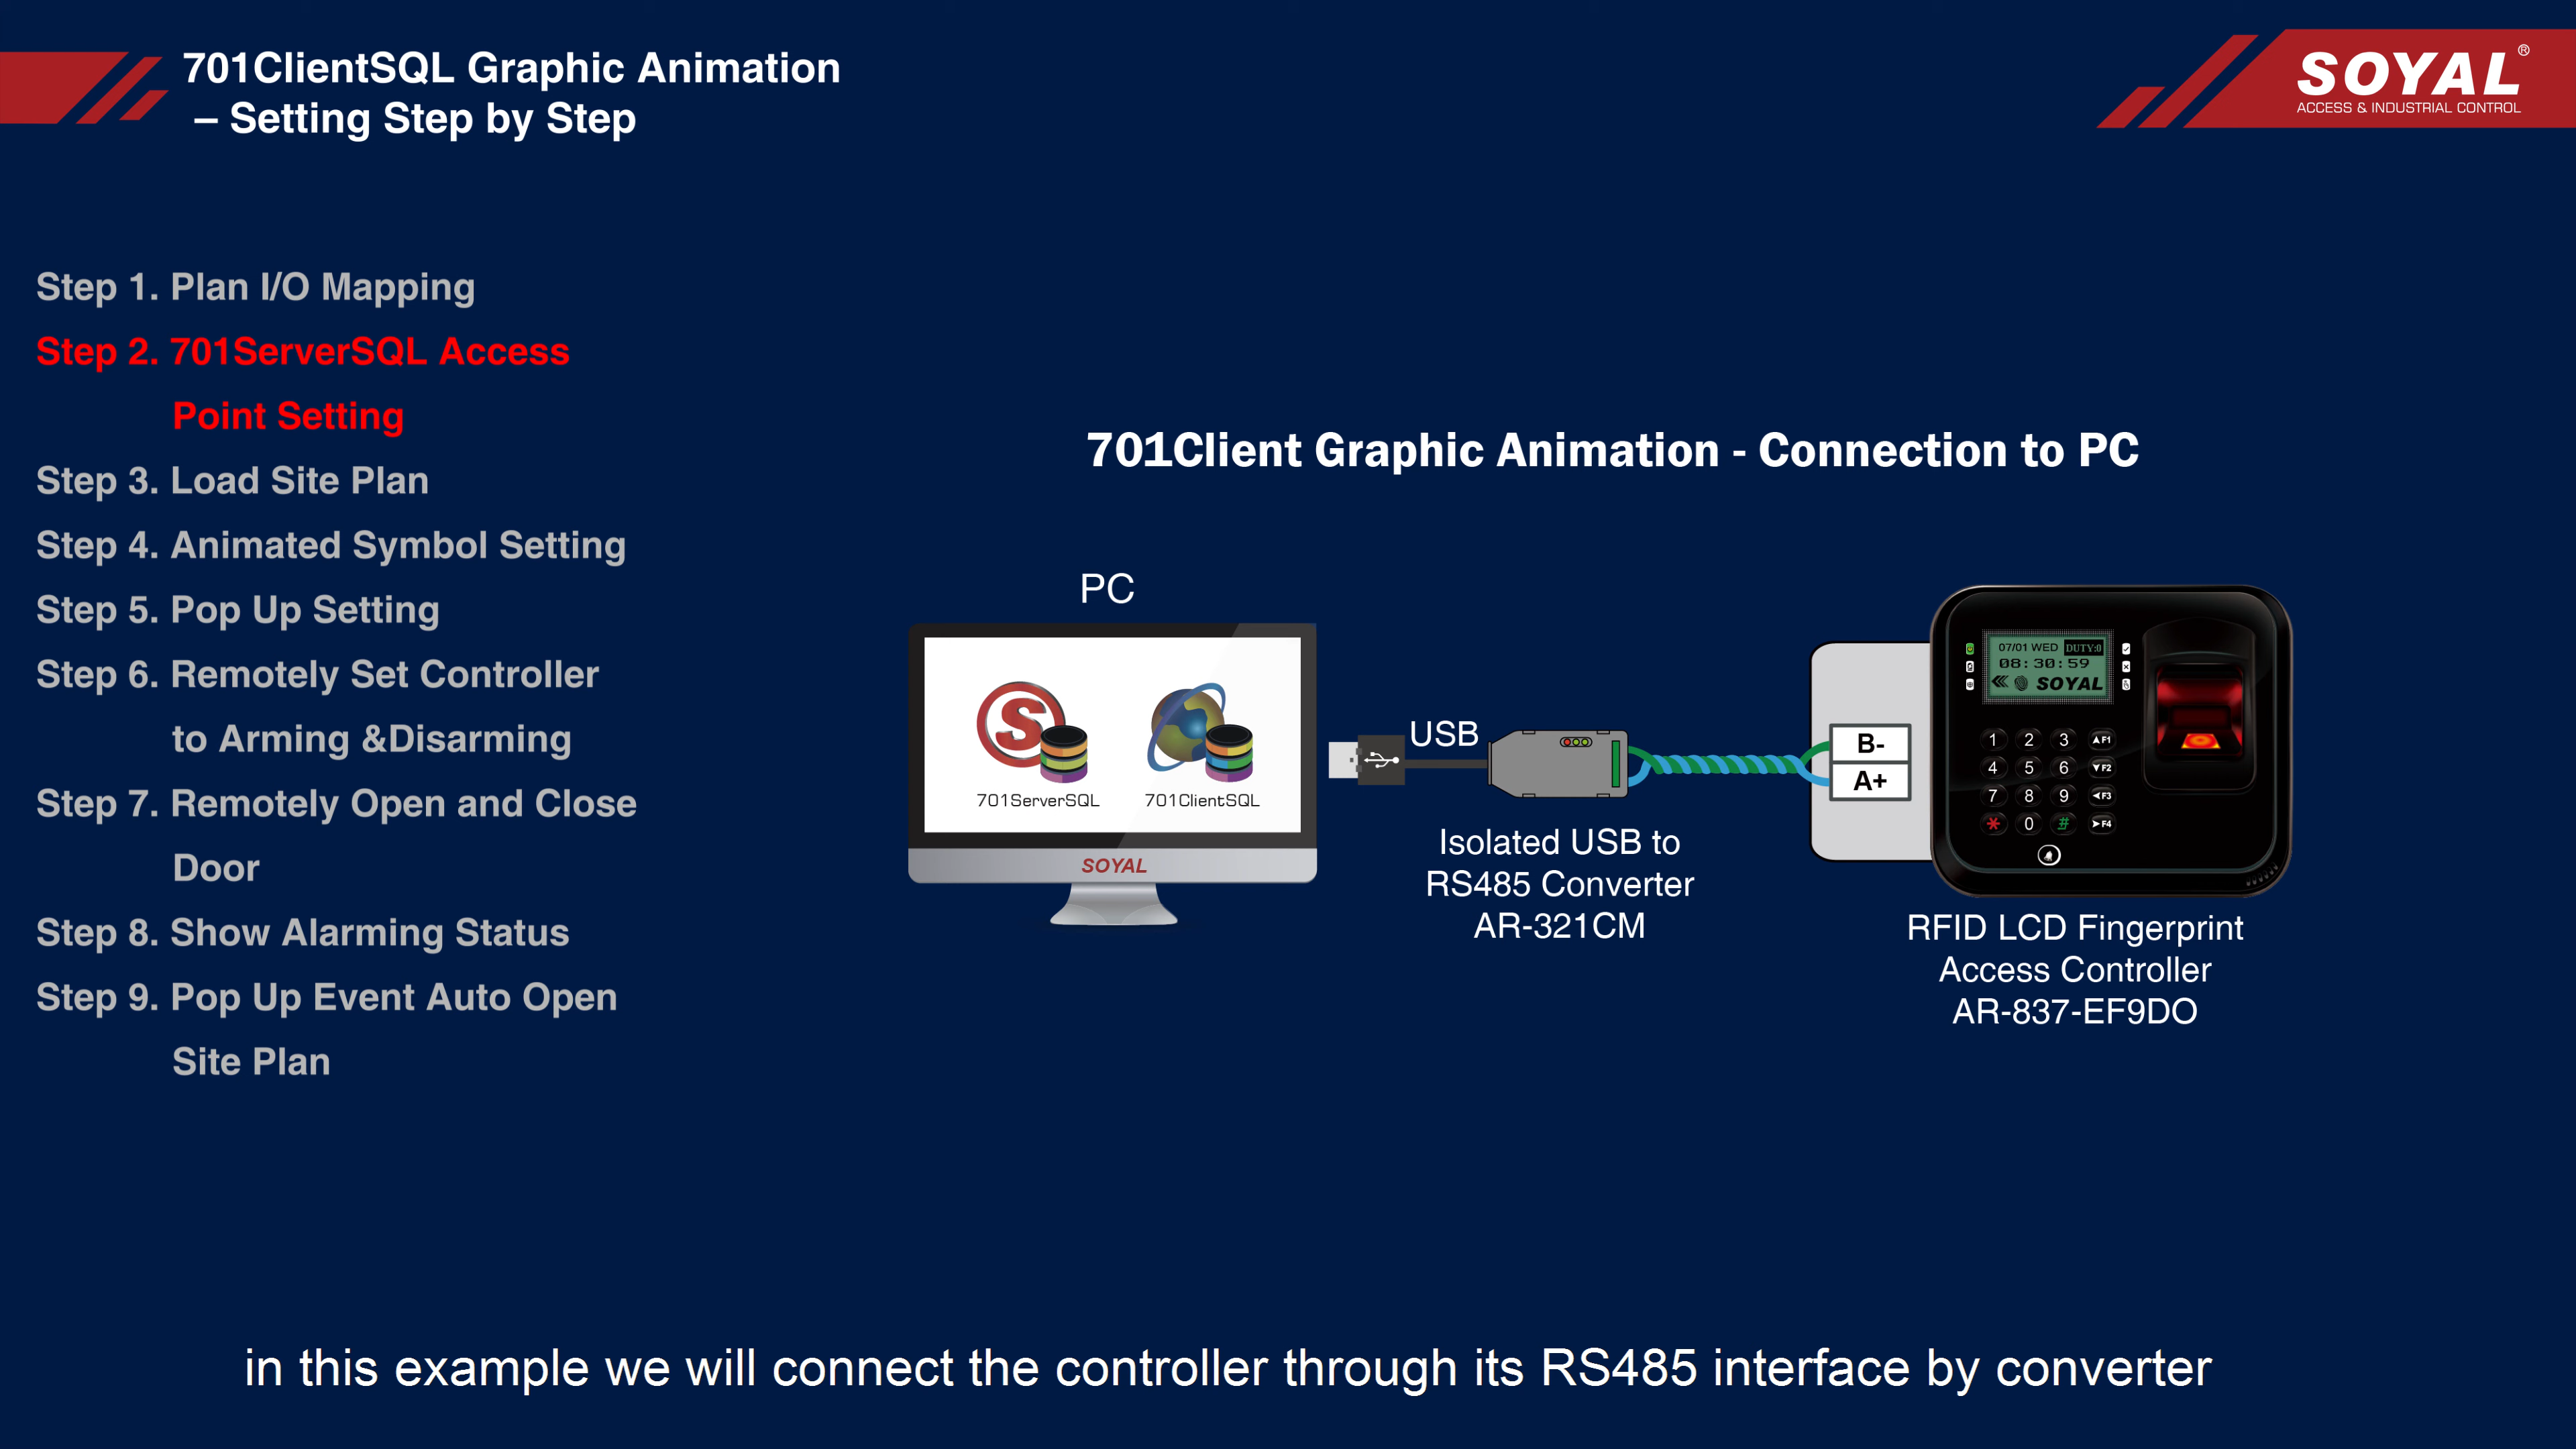 701ClientSQL Graphic Animation
– Setting Step by Step
SOYAL®
ACCESS & INDUSTRIAL CONTROL
Step 1. Plan I/O Mapping
Step 2. 701ServerSQL Access
Point Setting
Step 3. Load Site Plan
Step 4. Animated Symbol Setting
Step 5. Pop Up Setting
Step 6. Remotely Set Controller
to Arming &Disarming
Step 7. Remotely Open and Close
Door
Step 8. Show Alarming Status
Step 9. Pop Up Event Auto Open
Site Plan
701Client Graphic Animation - Connection to PC
PC
S
701ServerSQL 701ClientSQL
SOYAL
USB
Isolated USB to
RS485 Converter
AR-321CM
B-
A+
07/01 WED DUTY:0
08:30:59
SOYAL
1 2 3 ▲F1
4 5 6 ▼F2
7 8 9 ◀F3
* 0 # ▶F4
RFID LCD Fingerprint
Access Controller
AR-837-EF9DO
in this example we will connect the controller through its RS485 interface by converter